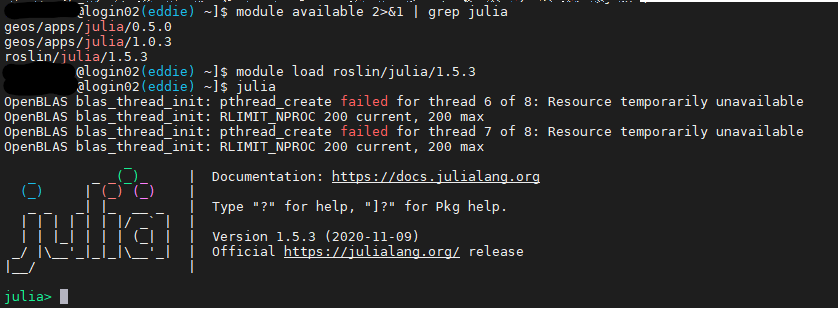 @login02(eddie) ~]$ module available 2>&1 | grep julia
geos/apps/julia/0.5.0
geos/apps/julia/1.0.3
roslin/julia/1.5.3
@login02(eddie) ~]$ module load roslin/julia/1.5.3
@login02(eddie) ~]$ julia
OpenBLAS blas_thread_init: pthread_create failed for thread 6 of 8: Resource temporarily unavailable
OpenBLAS blas_thread_init: RLIMIT_NPROC 200 current, 200 max
OpenBLAS blas_thread_init: pthread_create failed for thread 7 of 8: Resource temporarily unavailable
OpenBLAS blas_thread_init: RLIMIT_NPROC 200 current, 200 max
julia
Documentation: https://docs.julialang.org
Type "?" for help, "]?" for Pkg help.
Version 1.5.3 (2020-11-09)
Official https://julialang.org/ release
julia>